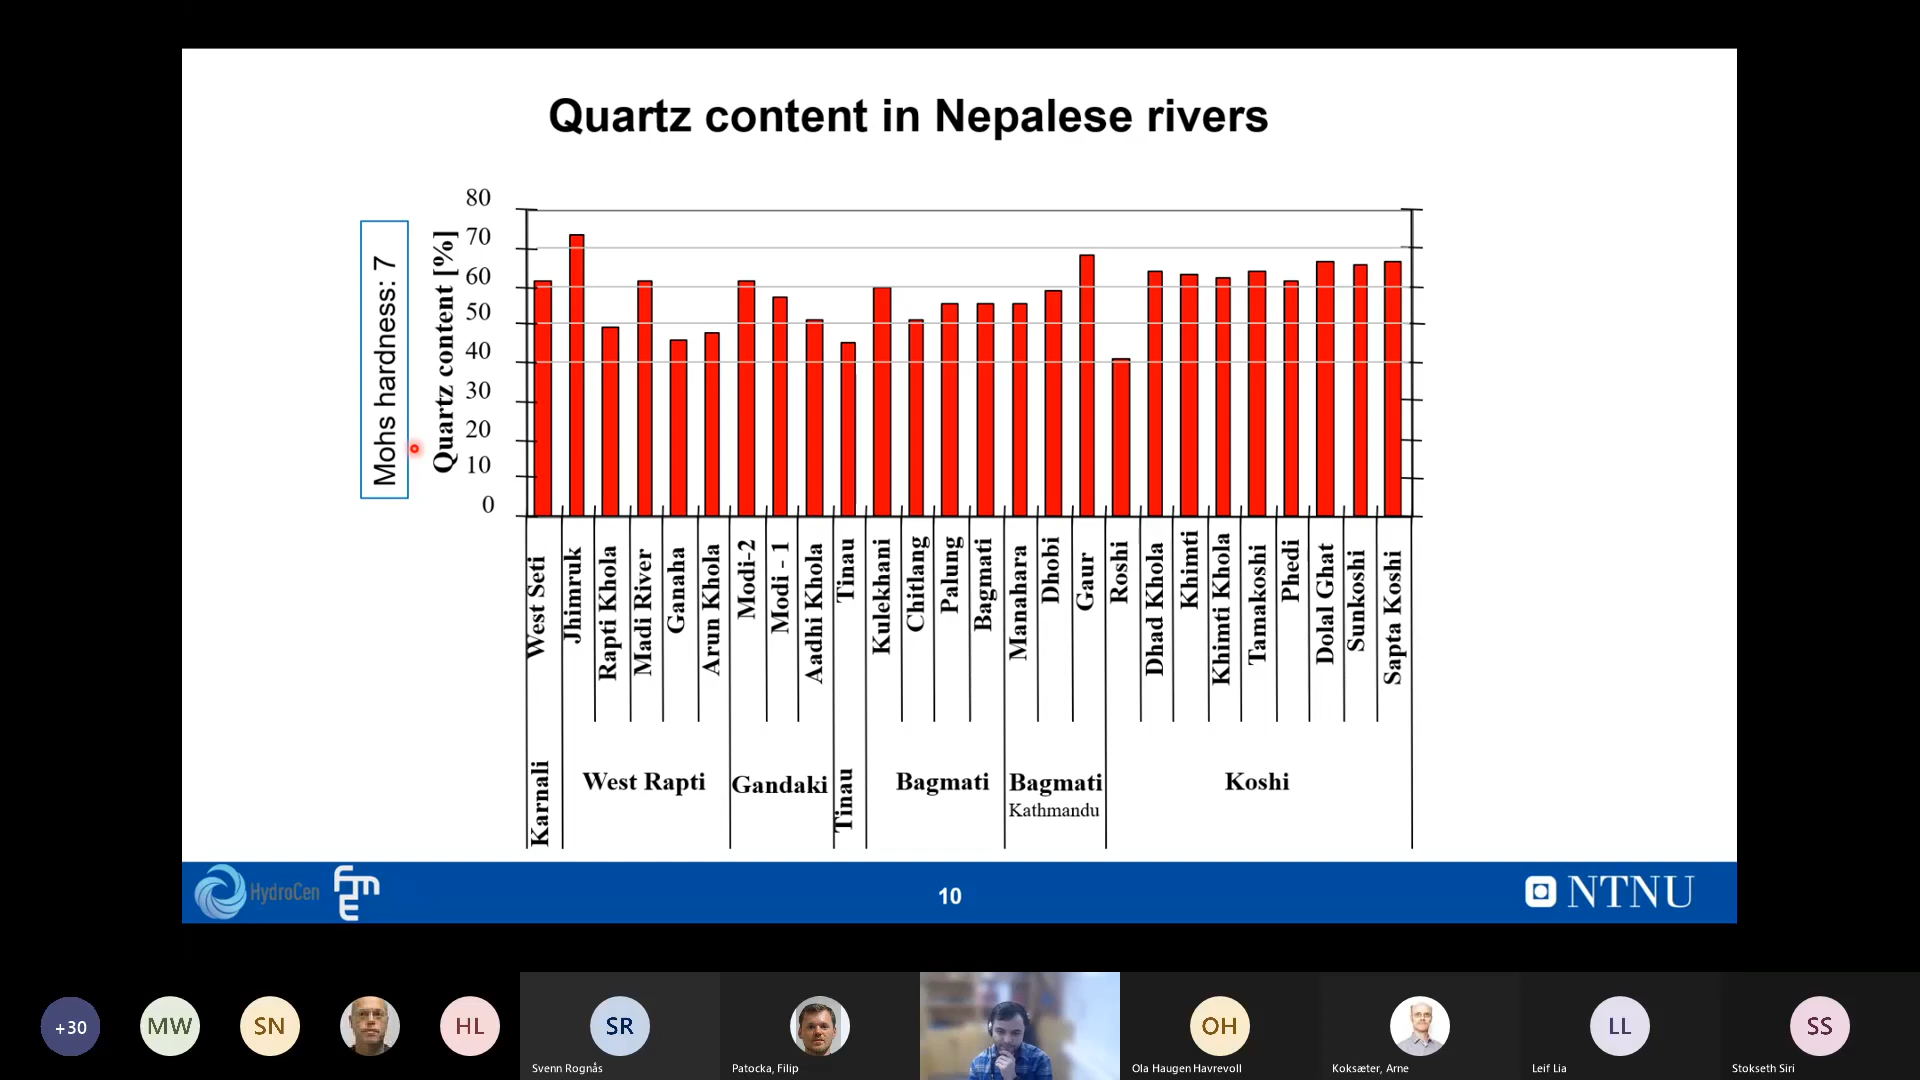 Quartz content in Nepalese rivers
Mohs hardness: 7
Quartz content [%]
80
70
60
50
40
30
20
10
0
West Seti
Jhimruk
Rapti Khola
Madi River
Ganaha
Arun Khola
Modi-2
Modi - 1
Aadhi Khola
Tinau
Kulekhani
Chitlang
Palung
Bagmati
Manahara
Dhobi
Gaur
Roshi
Dhad Khola
Khimti
Khimti Khola
Tamakoshi
Phedi
Dolal Ghat
Sunkoshi
Sapta Koshi
Karnali
West Rapti
Gandaki
Tinau
Bagmati
Bagmati
Kathmandu
Koshi
HydroCen
FME
10
NTNU
+30
MW
SN
HL
SR
OH
LL
SS
Svenn Rognås
Patocka, Filip
Ola Haugen Havrevoll
Koksæter, Arne
Leif Lia
Stokseth Siri